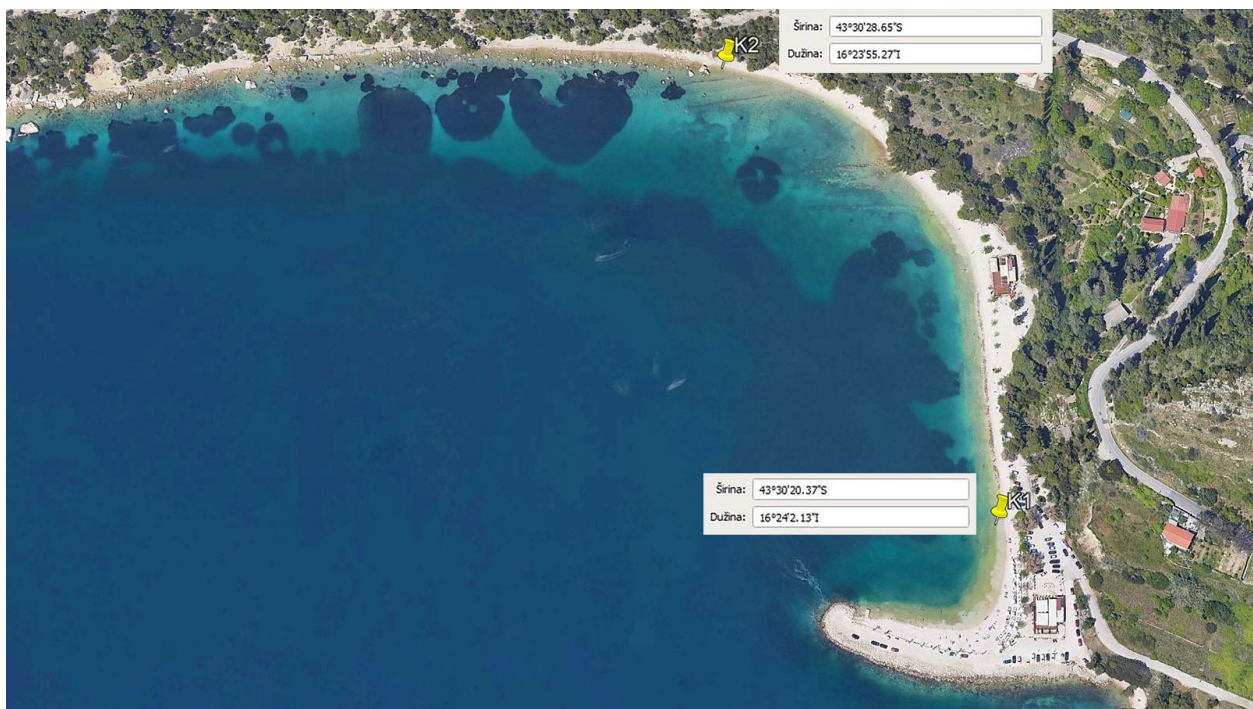 Širina: 43°30'28.65"S
Dužina: 16°23'55.27"I
K2
Širina: 43°30'20.37"S
Dužina: 16°24'2.13"I
K1